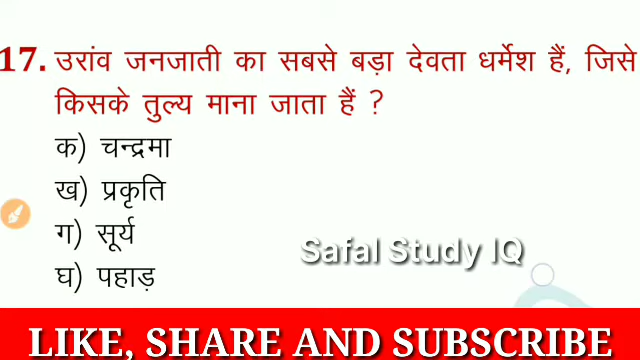 17. उरांव जनजाती का सबसे बड़ा देवता धर्मेश हैं, जिसे
किसके तुल्य माना जाता हैं ?
क) चन्द्रमा
ख) प्रकृति
ग) सूर्य
घ) पहाड़
Safal Study IQ
LIKE, SHARE AND SUBSCRIBE